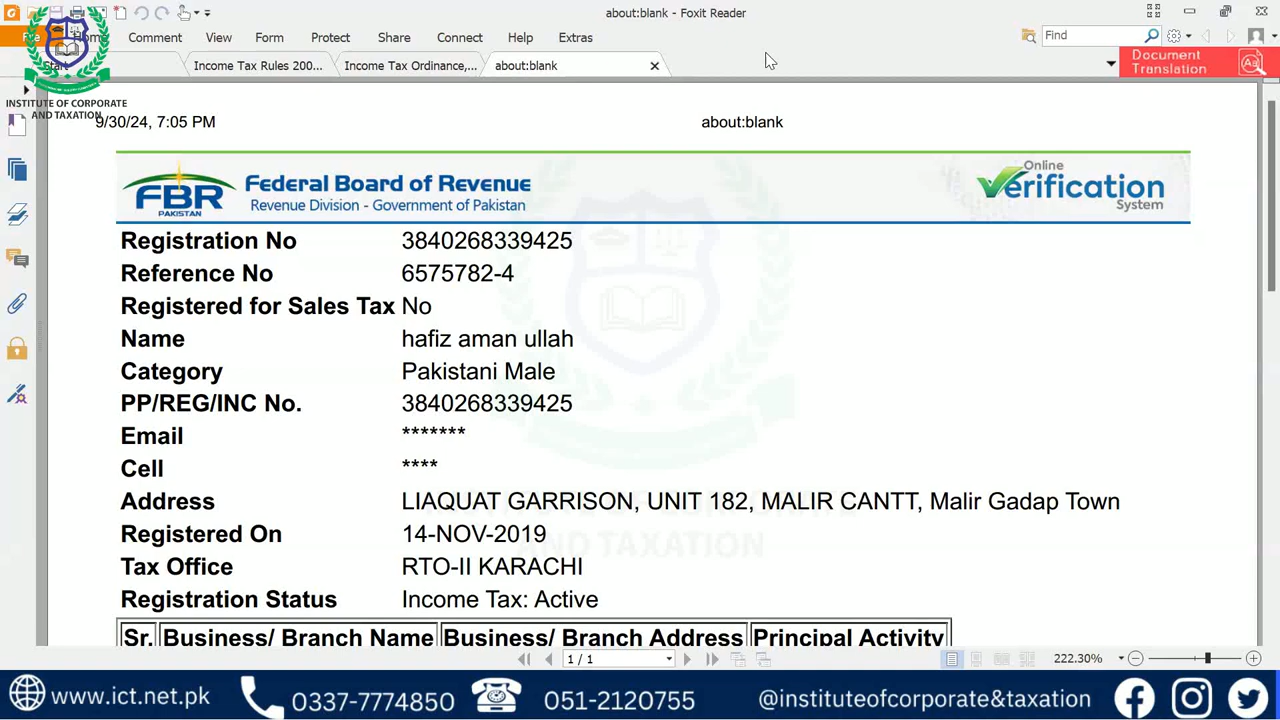 about:blank - Foxit Reader
File Home Comment View Form Protect Share Connect Help Extras
Find
Start Income Tax Rules 200... Income Tax Ordinance,... about:blank
Document
Translation
INSTITUTE OF CORPORATE
AND TAXATION
9/30/24, 7:05 PM about:blank
FBR
PAKISTAN
Federal Board of Revenue
Revenue Division - Government of Pakistan
Online
Verification
System
Registration No 3840268339425
Reference No 6575782-4
Registered for Sales Tax No
Name hafiz aman ullah
Category Pakistani Male
PP/REG/INC No. 3840268339425
Email *******
Cell ****
Address LIAQUAT GARRISON, UNIT 182, MALIR CANTT, Malir Gadap Town
Registered On 14-NOV-2019
AND TAXATION
Tax Office RTO-II KARACHI
Registration Status Income Tax: Active
Sr. Business/ Branch Name Business/ Branch Address Principal Activity
1 / 1 222.30%
www.ict.net.pk 0337-7774850 051-2120755 @instituteofcorporate&taxation